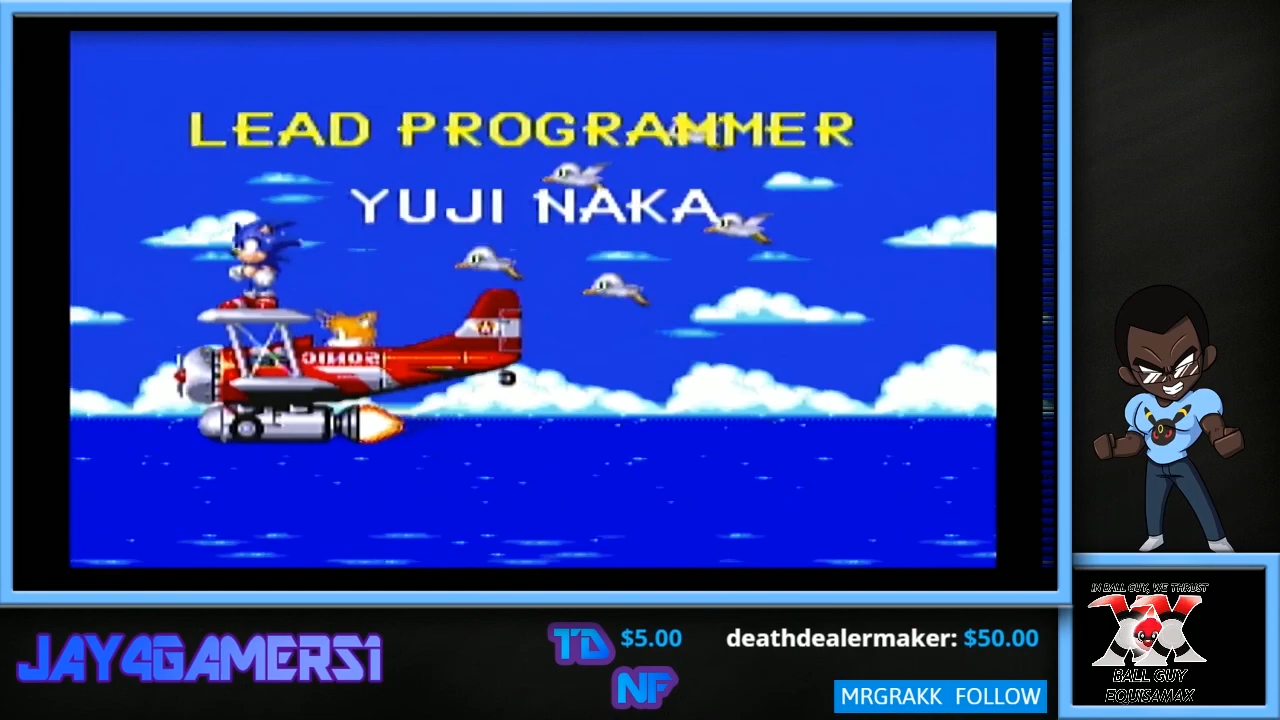 LEAD PROGRAMMER
YUJI NAKA
SONIC
JAY4GAMERS1
TD $5.00
deathdealermaker: $50.00
NF
MRGRAKK FOLLOW
IN BALL GUY, WE THRUST
BALL GUY
EQUISAMAX